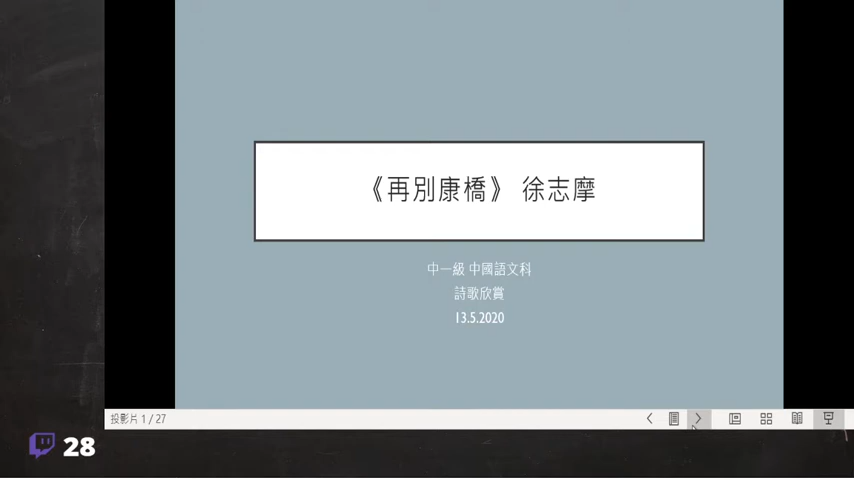 《再別康橋》 徐志摩
中一級 中國語文科
詩歌欣賞
13.5.2020
投影片 1 / 27
28